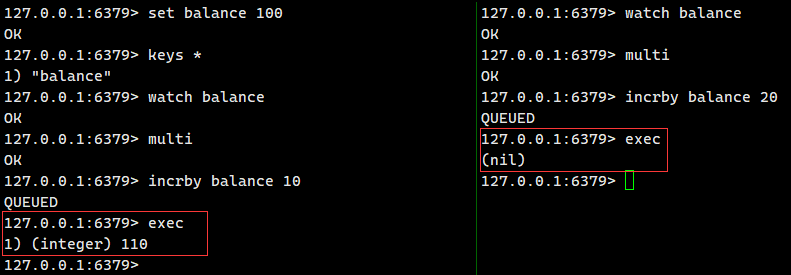 127.0.0.1:6379> set balance 100
OK
127.0.0.1:6379> keys *
1) "balance"
127.0.0.1:6379> watch balance
OK
127.0.0.1:6379> multi
OK
127.0.0.1:6379> incrby balance 10
QUEUED
127.0.0.1:6379> exec
1) (integer) 110
127.0.0.1:6379>
127.0.0.1:6379> watch balance
OK
127.0.0.1:6379> multi
OK
127.0.0.1:6379> incrby balance 20
QUEUED
127.0.0.1:6379> exec
(nil)
127.0.0.1:6379>